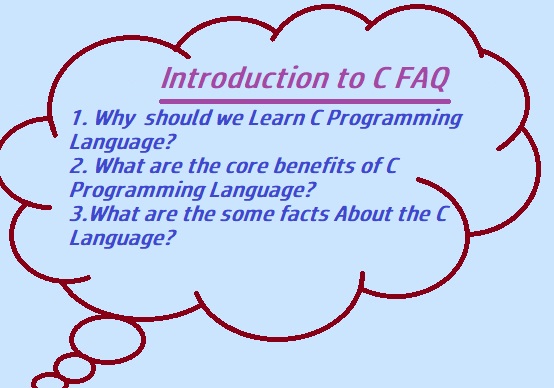 Introduction to C FAQ
1. Why should we Learn C Programming
Language?
2. What are the core benefits of C
Programming Language?
3.What are the some facts About the C
Language?